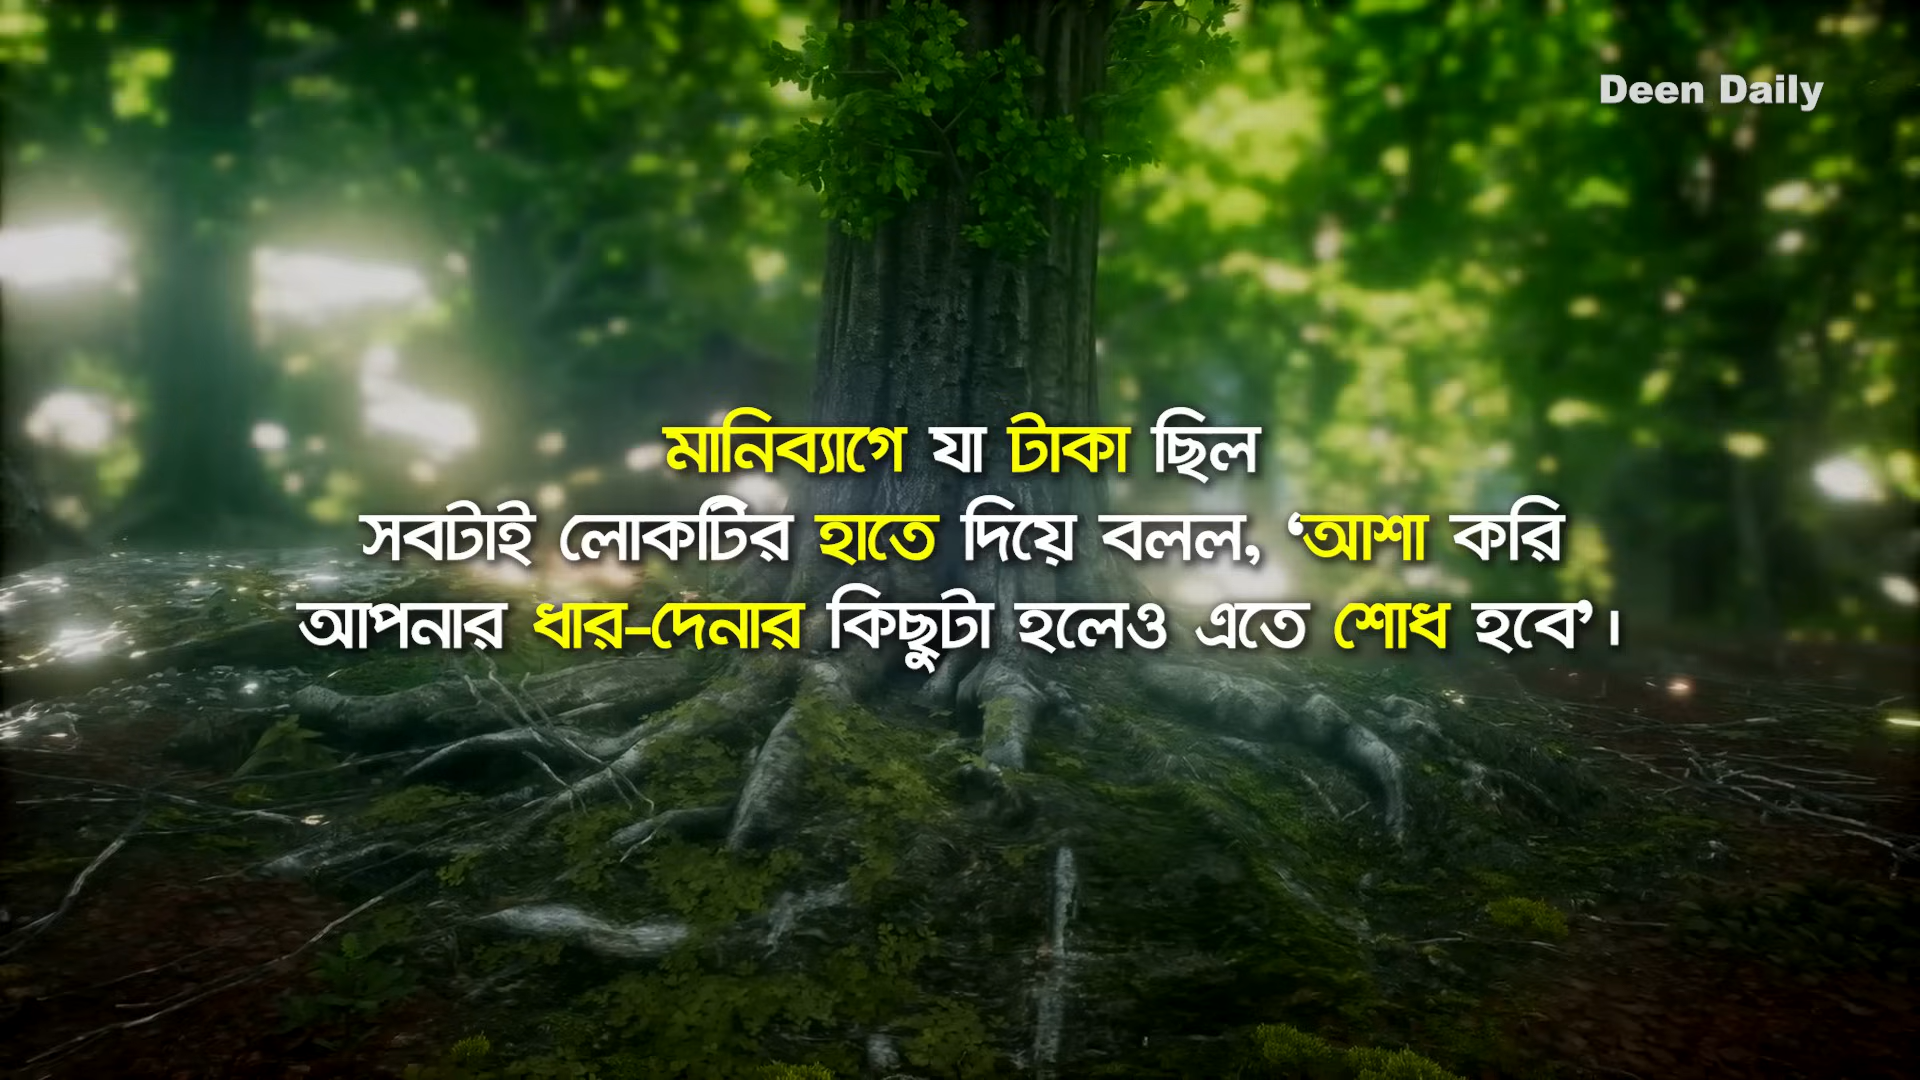 Deen Daily
মানিব্যাগে যা টাকা ছিল
সবটাই লোকটির হাতে দিয়ে বলল, ‘আশা করি
আপনার ধার-দেনার কিছুটা হলেও এতে শোধ হবে’।